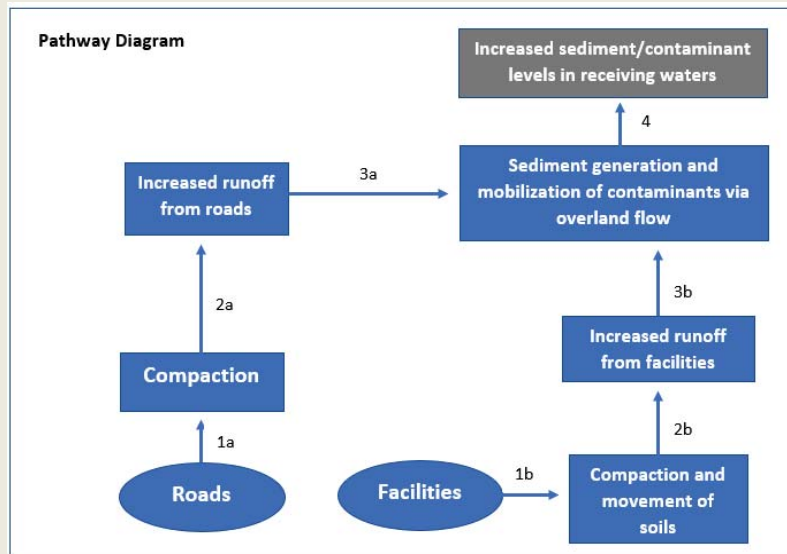 Pathway Diagram
Increased sediment/contaminant
levels in receiving waters
4
Increased runoff
from roads
3a
Sediment generation and
mobilization of contaminants via
overland flow
2a
3b
Compaction
Increased runoff
from facilities
1a
2b
Roads
Facilities
1b
Compaction and
movement of
soils